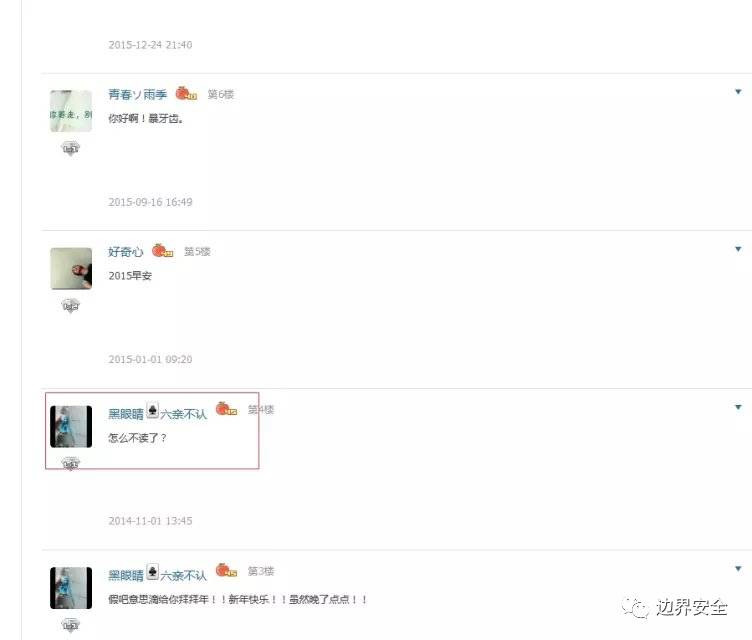 2015-12-24 21:40
青春ソ雨季 第6楼
你好啊！暴牙齿。
2015-09-16 16:49
好奇心 第5楼
2015早安
2015-01-01 09:20
黑眼睛♠六亲不认 第4楼
怎么不读了？
2014-11-01 13:45
黑眼睛♠六亲不认 第3楼
假吧意思滴给你拜拜年！！新年快乐！！虽然晚了点点！！
边界安全